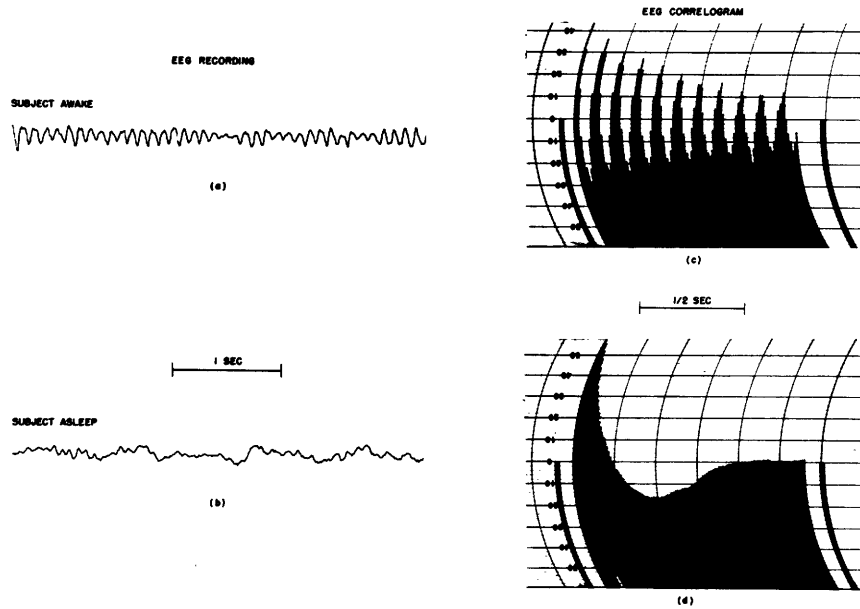 EEG RECORDING
SUBJECT AWAKE
(a)
1 SEC
SUBJECT ASLEEP
(b)
EEG CORRELOGRAM
(c)
1/2 SEC
(d)